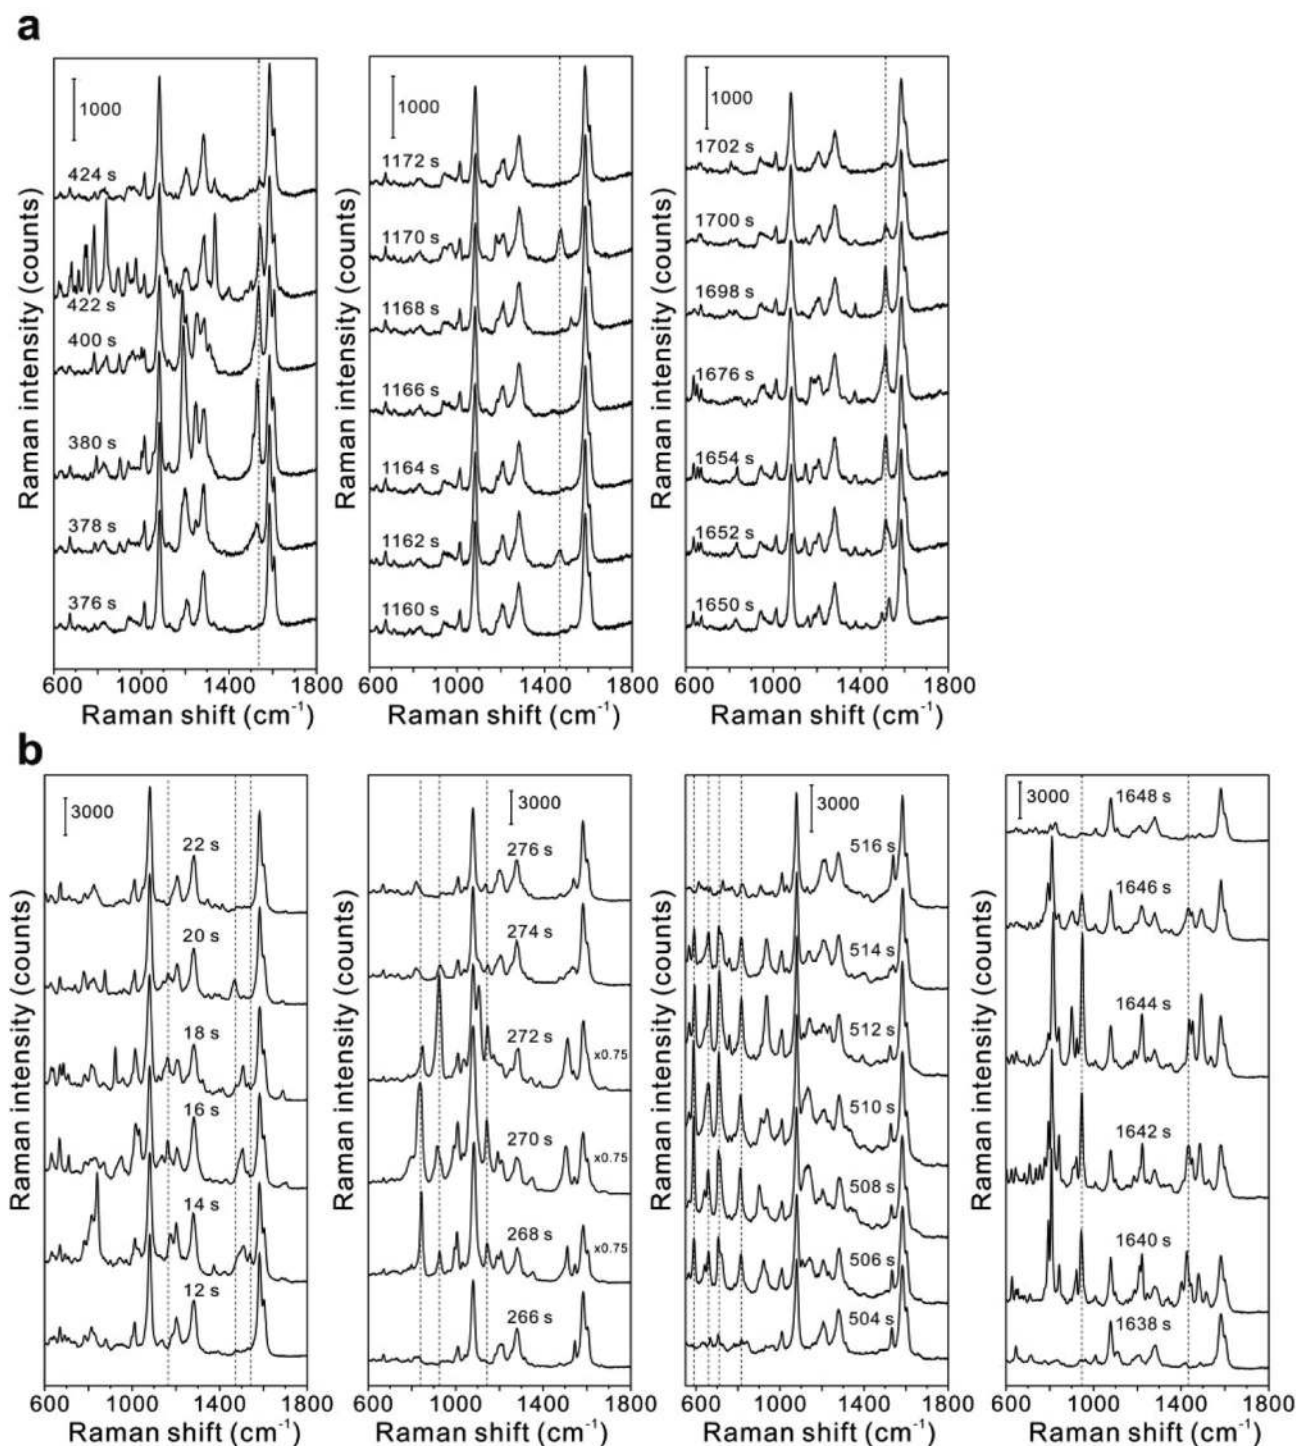 a
Raman intensity (counts)
1000
424 s
422 s
400 s
380 s
378 s
376 s
600 1000 1400 1800
Raman shift (cm-1)
Raman intensity (counts)
1000
1172 s
1170 s
1168 s
1166 s
1164 s
1162 s
1160 s
600 1000 1400 1800
Raman shift (cm-1)
Raman intensity (counts)
1000
1702 s
1700 s
1698 s
1676 s
1654 s
1652 s
1650 s
600 1000 1400 1800
Raman shift (cm-1)
b
Raman intensity (counts)
3000
22 s
20 s
18 s
16 s
14 s
12 s
600 1000 1400 1800
Raman shift (cm-1)
Raman intensity (counts)
3000
276 s
274 s
272 s
x0.75
270 s
x0.75
268 s
x0.75
266 s
600 1000 1400 1800
Raman shift (cm-1)
Raman intensity (counts)
3000
516 s
514 s
512 s
510 s
508 s
506 s
504 s
600 1000 1400 1800
Raman shift (cm-1)
Raman intensity (counts)
3000
1648 s
1646 s
1644 s
1642 s
1640 s
1638 s
600 1000 1400 1800
Raman shift (cm-1)